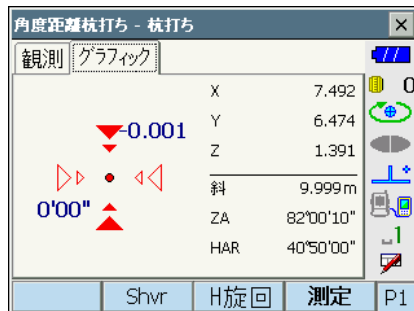 角度距離杭打ち - 杭打ち
観測 グラフィック
-0.001
0'00"
X 7.492
Y 6.474
Z 1.391
斜 9.999m
ZA 82°00'10"
HAR 40°50'00"
0
1
Shvr H旋回 測定 P1